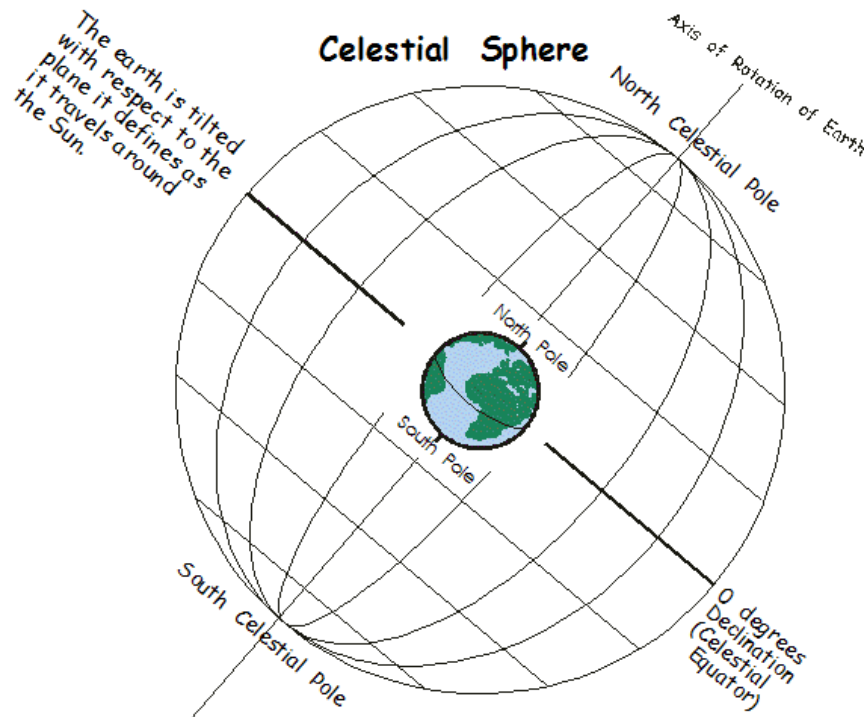 Celestial Sphere
The earth is tilted
with respect to the
plane it defines as
it travels around
the Sun.
Axis of Rotation of Earth
North Celestial Pole
North Pole
South Pole
South Celestial Pole
0 degrees
Declination
(Celestial
Equator)